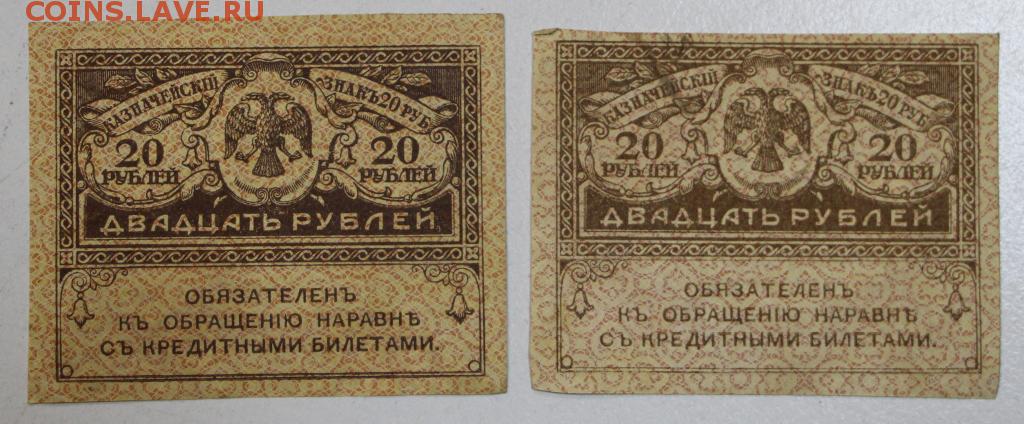 COINS.LAVE.RU
КАЗНАЧЕЙСКІЙ
ЗНАКЪ 20 РУБ.
20
РУБЛЕЙ
20
РУБЛЕЙ
ДВАДЦАТЬ РУБЛЕЙ
ОБЯЗАТЕЛЕНЪ
КЪ ОБРАЩЕНІЮ НАРАВНѢ
СЪ КРЕДИТНЫМИ БИЛЕТАМИ.
КАЗНАЧЕЙСКІЙ
ЗНАКЪ 20 РУБ.
20
РУБЛЕЙ
20
РУБЛЕЙ
ДВАДЦАТЬ РУБЛЕЙ
ОБЯЗАТЕЛЕНЪ
КЪ ОБРАЩЕНІЮ НАРАВНѢ
СЪ КРЕДИТНЫМИ БИЛЕТАМИ.